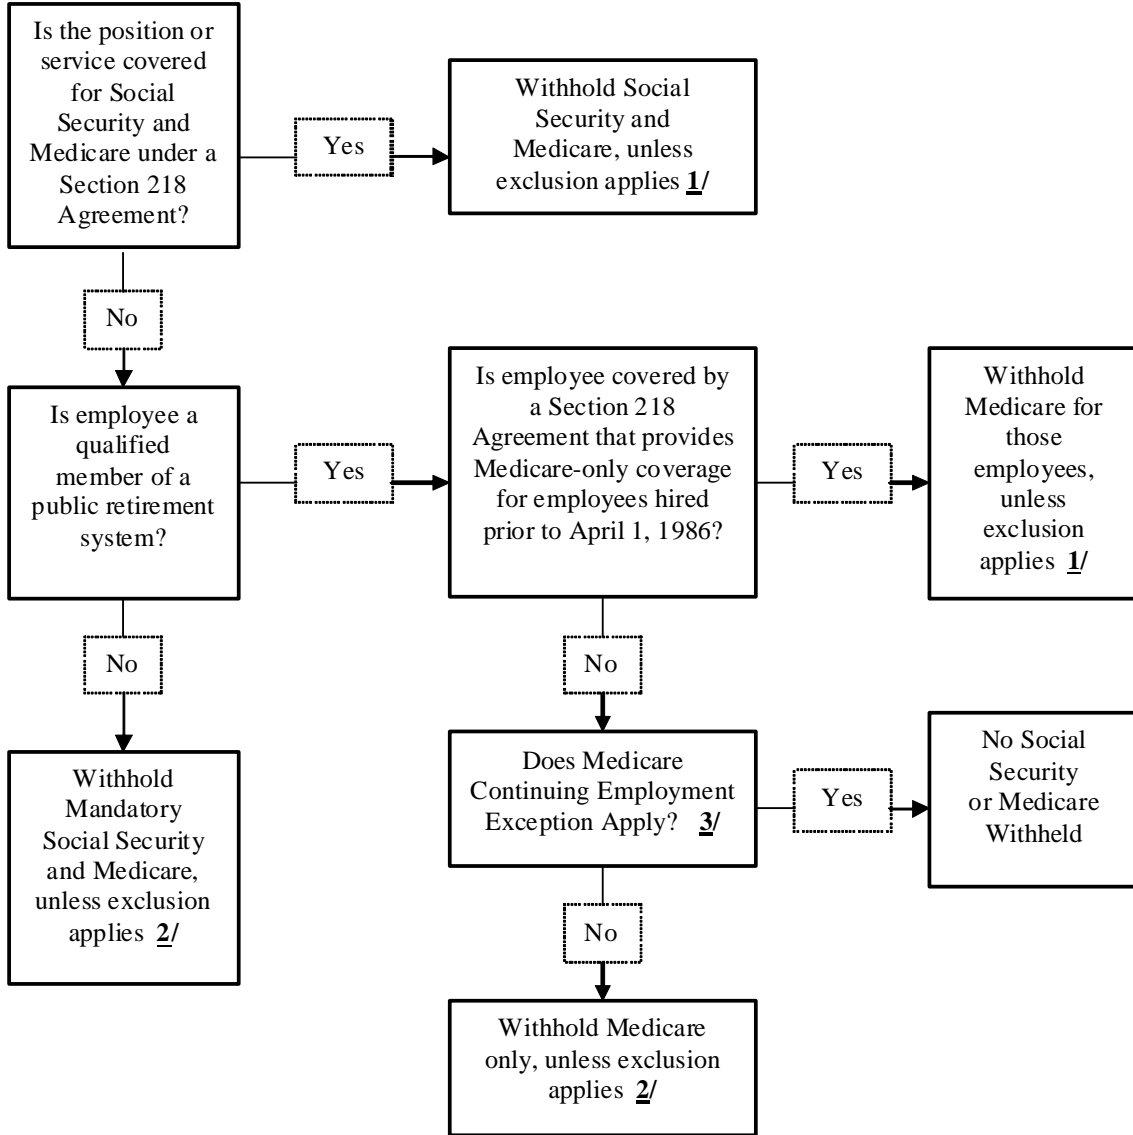 Is the position or
service covered
for Social
Security and
Medicare under a
Section 218
Agreement?
Yes
Withhold Social
Security and
Medicare, unless
exclusion applies 1/
No
Is employee a
qualified
member of a
public retirement
system?
Yes
Is employee covered by
a Section 218
Agreement that provides
Medicare-only coverage
for employees hired
prior to April 1, 1986?
Yes
Withhold
Medicare for
those
employees,
unless
exclusion
applies 1/
No
No
Withhold
Mandatory
Social Security
and Medicare,
unless exclusion
applies 2/
Does Medicare
Continuing Employment
Exception Apply? 3/
Yes
No Social
Security
or Medicare
Withheld
No
Withhold Medicare
only, unless exclusion
applies 2/